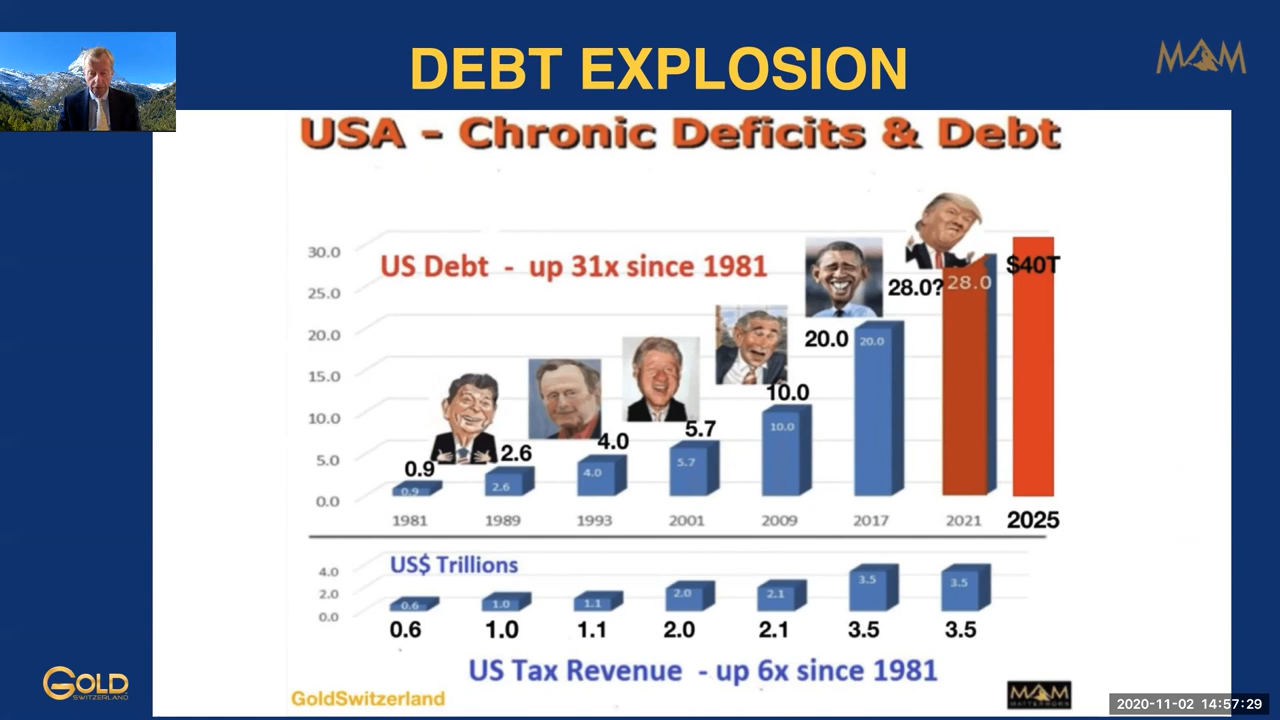 DEBT EXPLOSION
MAM
USA - Chronic Deficits & Debt
US Debt - up 31x since 1981
30.0
25.0
20.0
15.0
10.0
5.0
0.0
0.9
2.6
4.0
5.7
10.0
20.0
28.0?
28.0
$40T
0.9
2.6
4.0
5.7
10.0
20.0
1981 1989 1993 2001 2009 2017 2021 2025
US$ Trillions
4.0
2.0
0.0
0.6 1.0 1.1 2.0 2.1 3.5 3.5
0.6 1.0 1.1 2.0 2.1 3.5 3.5
US Tax Revenue - up 6x since 1981
GoldSwitzerland
GOLD
SWITZERLAND
MAM
MATTERHORN
2020-11-02 14:57:29